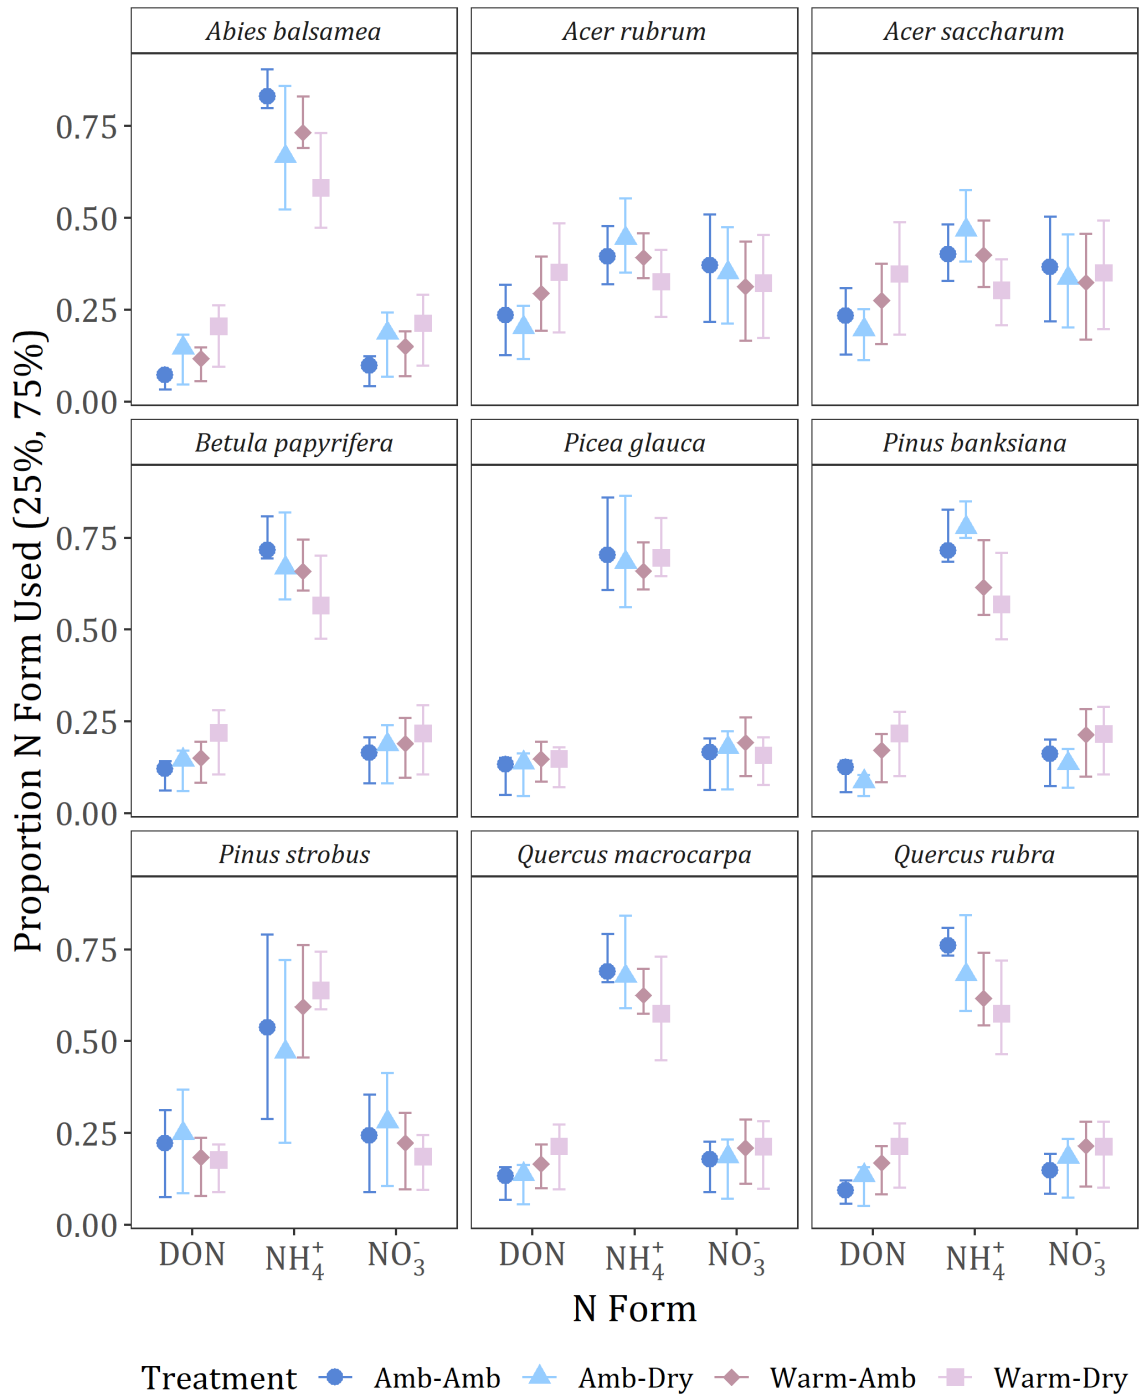 Abies balsamea Acer rubrum Acer saccharum
0.75
0.50
0.25
0.00
Betula papyrifera Picea glauca Pinus banksiana
0.75
0.50
0.25
0.00
Pinus strobus Quercus macrocarpa Quercus rubra
0.75
0.50
0.25
0.00
Proportion N Form Used (25%, 75%)
DON NH₄⁺ NO₃⁻ DON NH₄⁺ NO₃⁻ DON NH₄⁺ NO₃⁻
N Form
Treatment Amb-Amb Amb-Dry Warm-Amb Warm-Dry